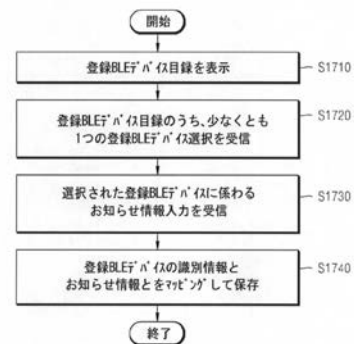 開始
登録BLEデバイス目録を表示
S1710
登録BLEデバイス目録のうち、少なくとも
1つの登録BLEデバイス選択を受信
S1720
選択された登録BLEデバイスに係わる
お知らせ情報入力を受信
S1730
登録BLEデバイスの識別情報と
お知らせ情報とをマッピングして保存
S1740
終了